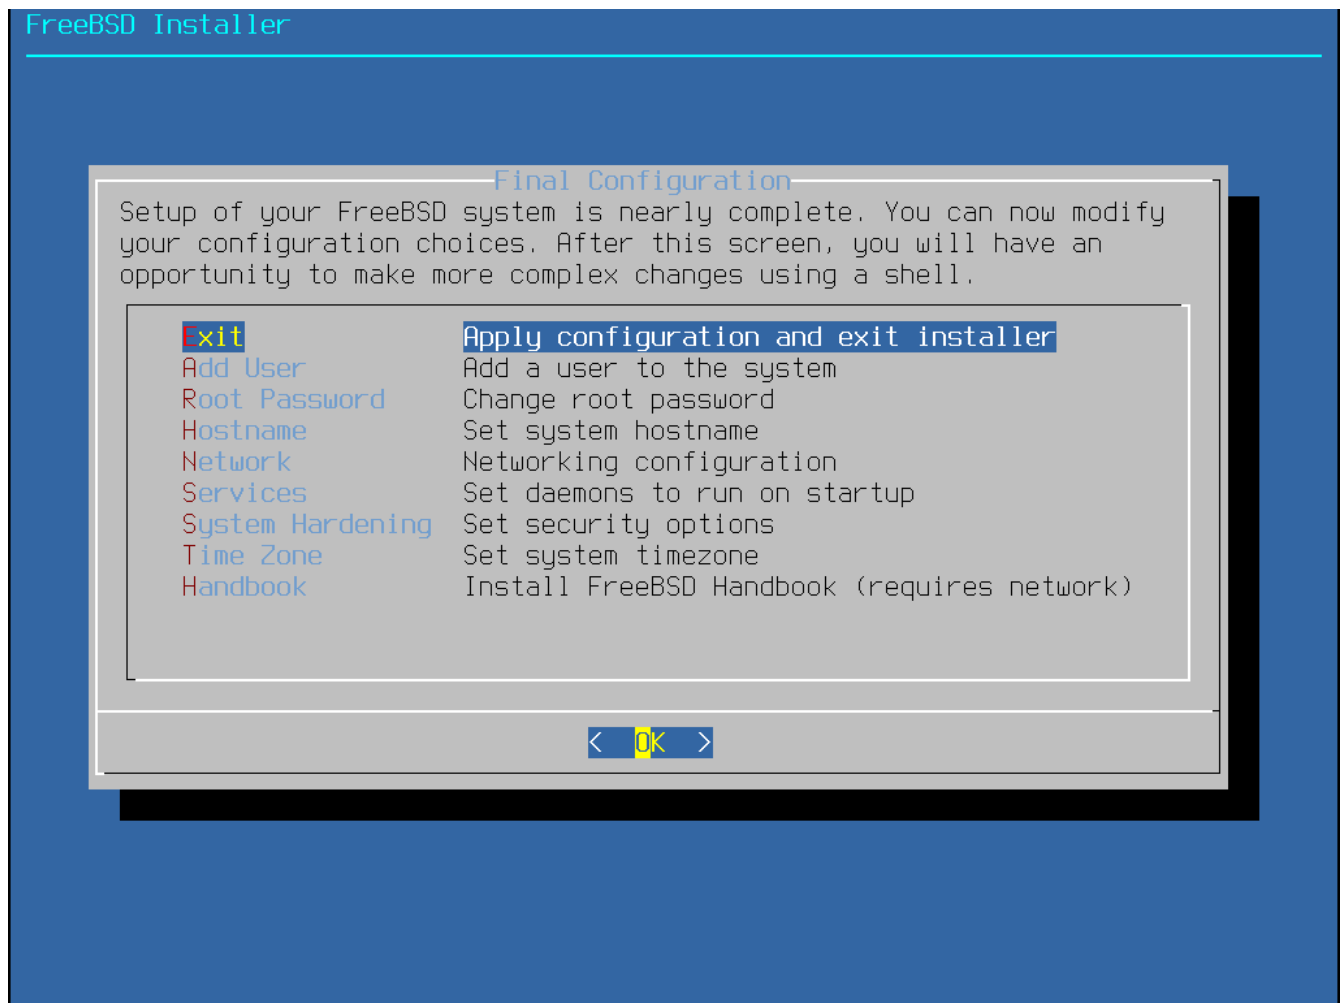 FreeBSD Installer
Final Configuration
Setup of your FreeBSD system is nearly complete. You can now modify
your configuration choices. After this screen, you will have an
opportunity to make more complex changes using a shell.
Exit Apply configuration and exit installer
Add User Add a user to the system
Root Password Change root password
Hostname Set system hostname
Network Networking configuration
Services Set daemons to run on startup
System Hardening Set security options
Time Zone Set system timezone
Handbook Install FreeBSD Handbook (requires network)
< OK >